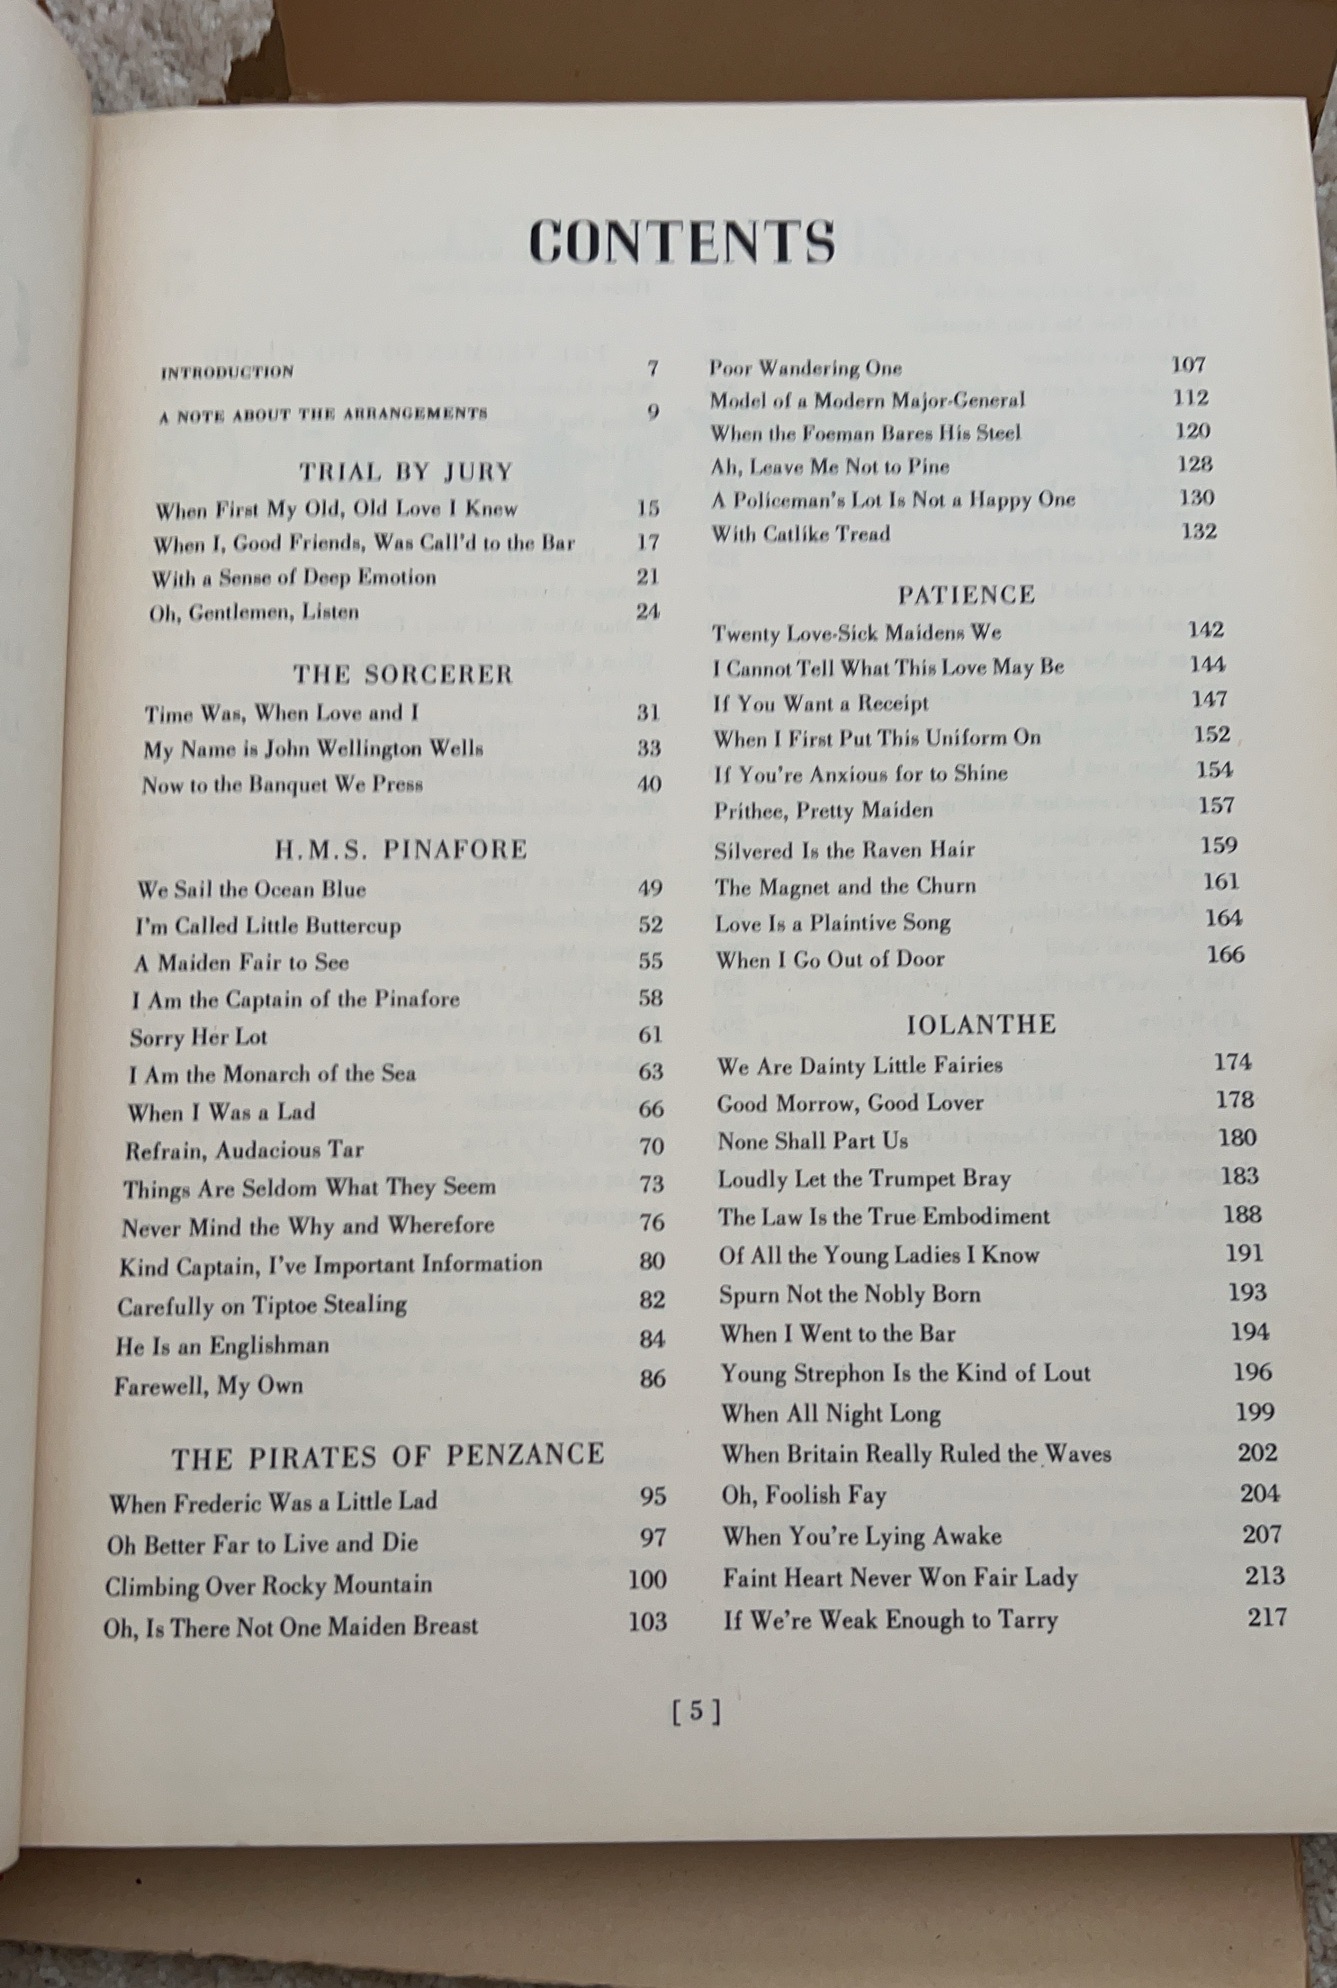 CONTENTS
INTRODUCTION 7
A NOTE ABOUT THE ARRANGEMENTS 9
TRIAL BY JURY
When First My Old, Old Love I Knew 15
When I, Good Friends, Was Call'd to the Bar 17
With a Sense of Deep Emotion 21
Oh, Gentlemen, Listen 24
THE SORCERER
Time Was, When Love and I 31
My Name is John Wellington Wells 33
Now to the Banquet We Press 40
H.M.S. PINAFORE
We Sail the Ocean Blue 49
I'm Called Little Buttercup 52
A Maiden Fair to See 55
I Am the Captain of the Pinafore 58
Sorry Her Lot 61
I Am the Monarch of the Sea 63
When I Was a Lad 66
Refrain, Audacious Tar 70
Things Are Seldom What They Seem 73
Never Mind the Why and Wherefore 76
Kind Captain, I've Important Information 80
Carefully on Tiptoe Stealing 82
He Is an Englishman 84
Farewell, My Own 86
THE PIRATES OF PENZANCE
When Frederic Was a Little Lad 95
Oh Better Far to Live and Die 97
Climbing Over Rocky Mountain 100
Oh, Is There Not One Maiden Breast 103
Poor Wandering One 107
Model of a Modern Major-General 112
When the Foeman Bares His Steel 120
Ah, Leave Me Not to Pine 128
A Policeman's Lot Is Not a Happy One 130
With Catlike Tread 132
PATIENCE
Twenty Love-Sick Maidens We 142
I Cannot Tell What This Love May Be 144
If You Want a Receipt 147
When I First Put This Uniform On 152
If You're Anxious for to Shine 154
Prithee, Pretty Maiden 157
Silvered Is the Raven Hair 159
The Magnet and the Churn 161
Love Is a Plaintive Song 164
When I Go Out of Door 166
IOLANTHE
We Are Dainty Little Fairies 174
Good Morrow, Good Lover 178
None Shall Part Us 180
Loudly Let the Trumpet Bray 183
The Law Is the True Embodiment 188
Of All the Young Ladies I Know 191
Spurn Not the Nobly Born 193
When I Went to the Bar 194
Young Strephon Is the Kind of Lout 196
When All Night Long 199
When Britain Really Ruled the Waves 202
Oh, Foolish Fay 204
When You're Lying Awake 207
Faint Heart Never Won Fair Lady 213
If We're Weak Enough to Tarry 217
[ 5 ]